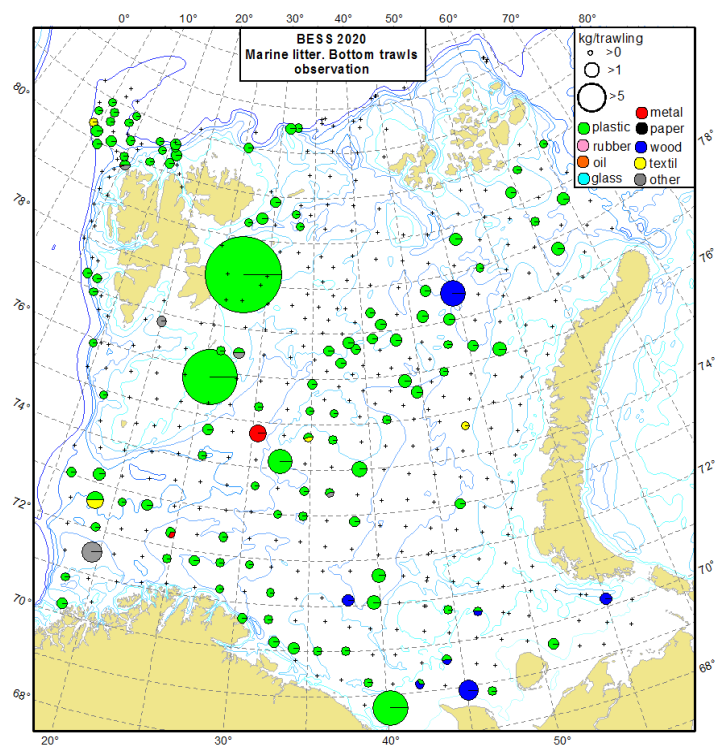 0° 10° 20° 30° 40° 50° 60° 70° 80°
BESS 2020
Marine litter. Bottom trawls
observation
kg/trawling
>0
>1
>5
metal
plastic paper
rubber wood
oil textil
glass other
80°
78°
76°
74°
72°
70°
68°
78°
76°
74°
72°
70°
68°
20° 30° 40° 50°